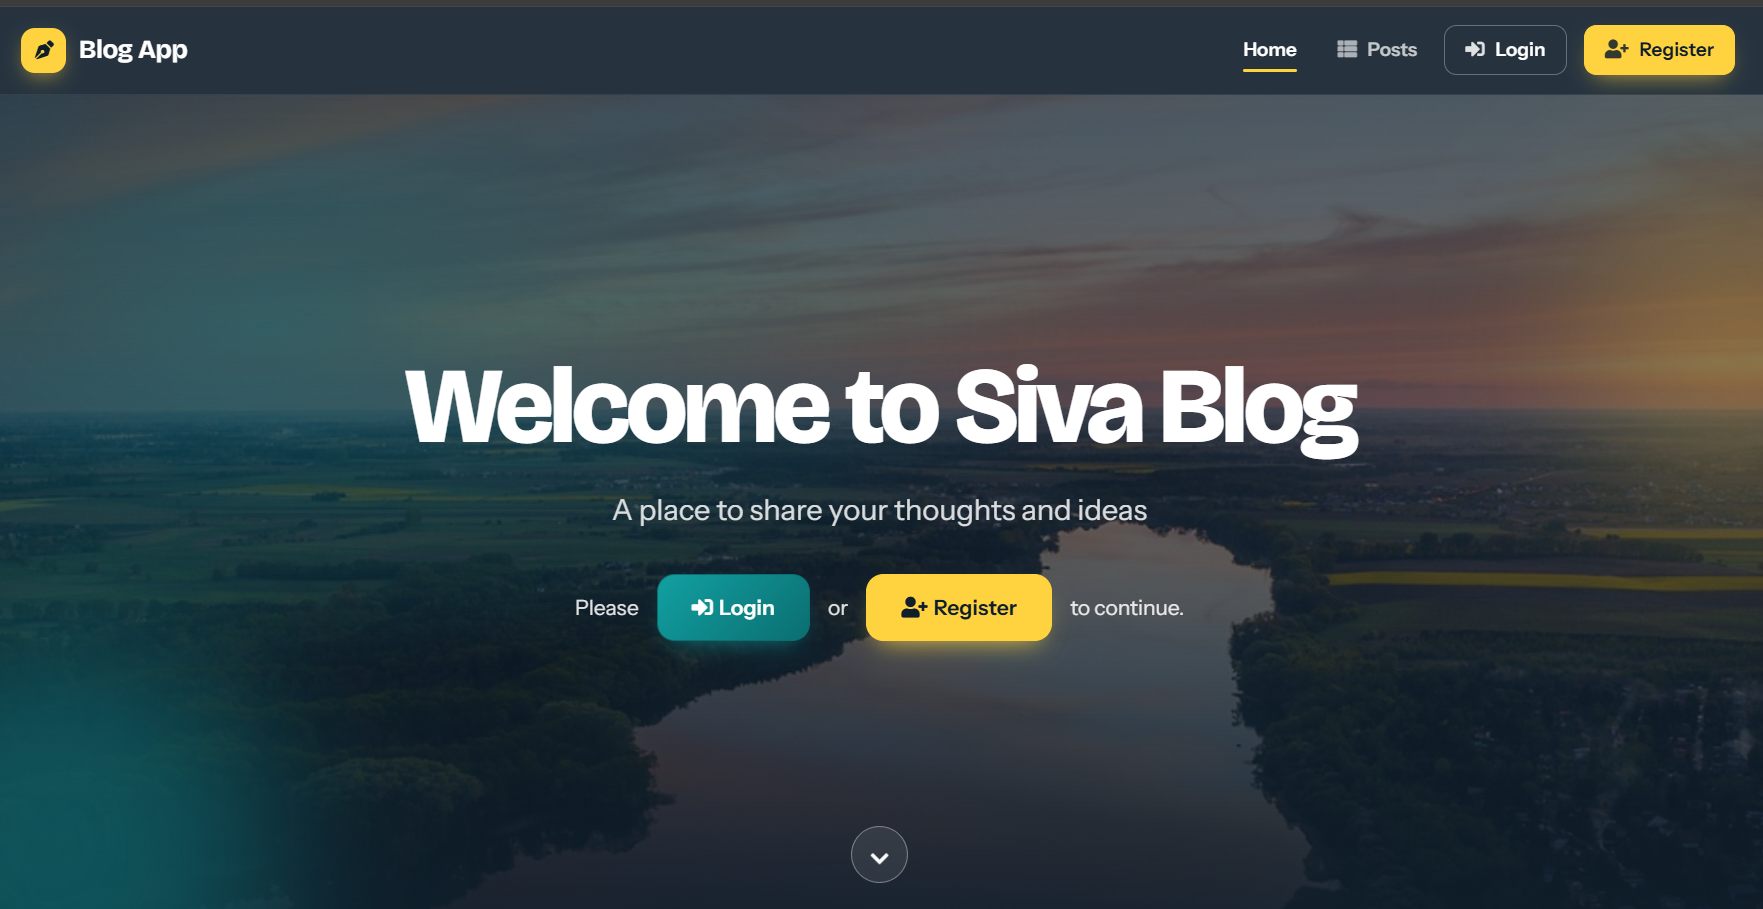 Blog App
Home Posts Login Register
Welcome to Siva Blog
A place to share your thoughts and ideas
Please Login or Register to continue.